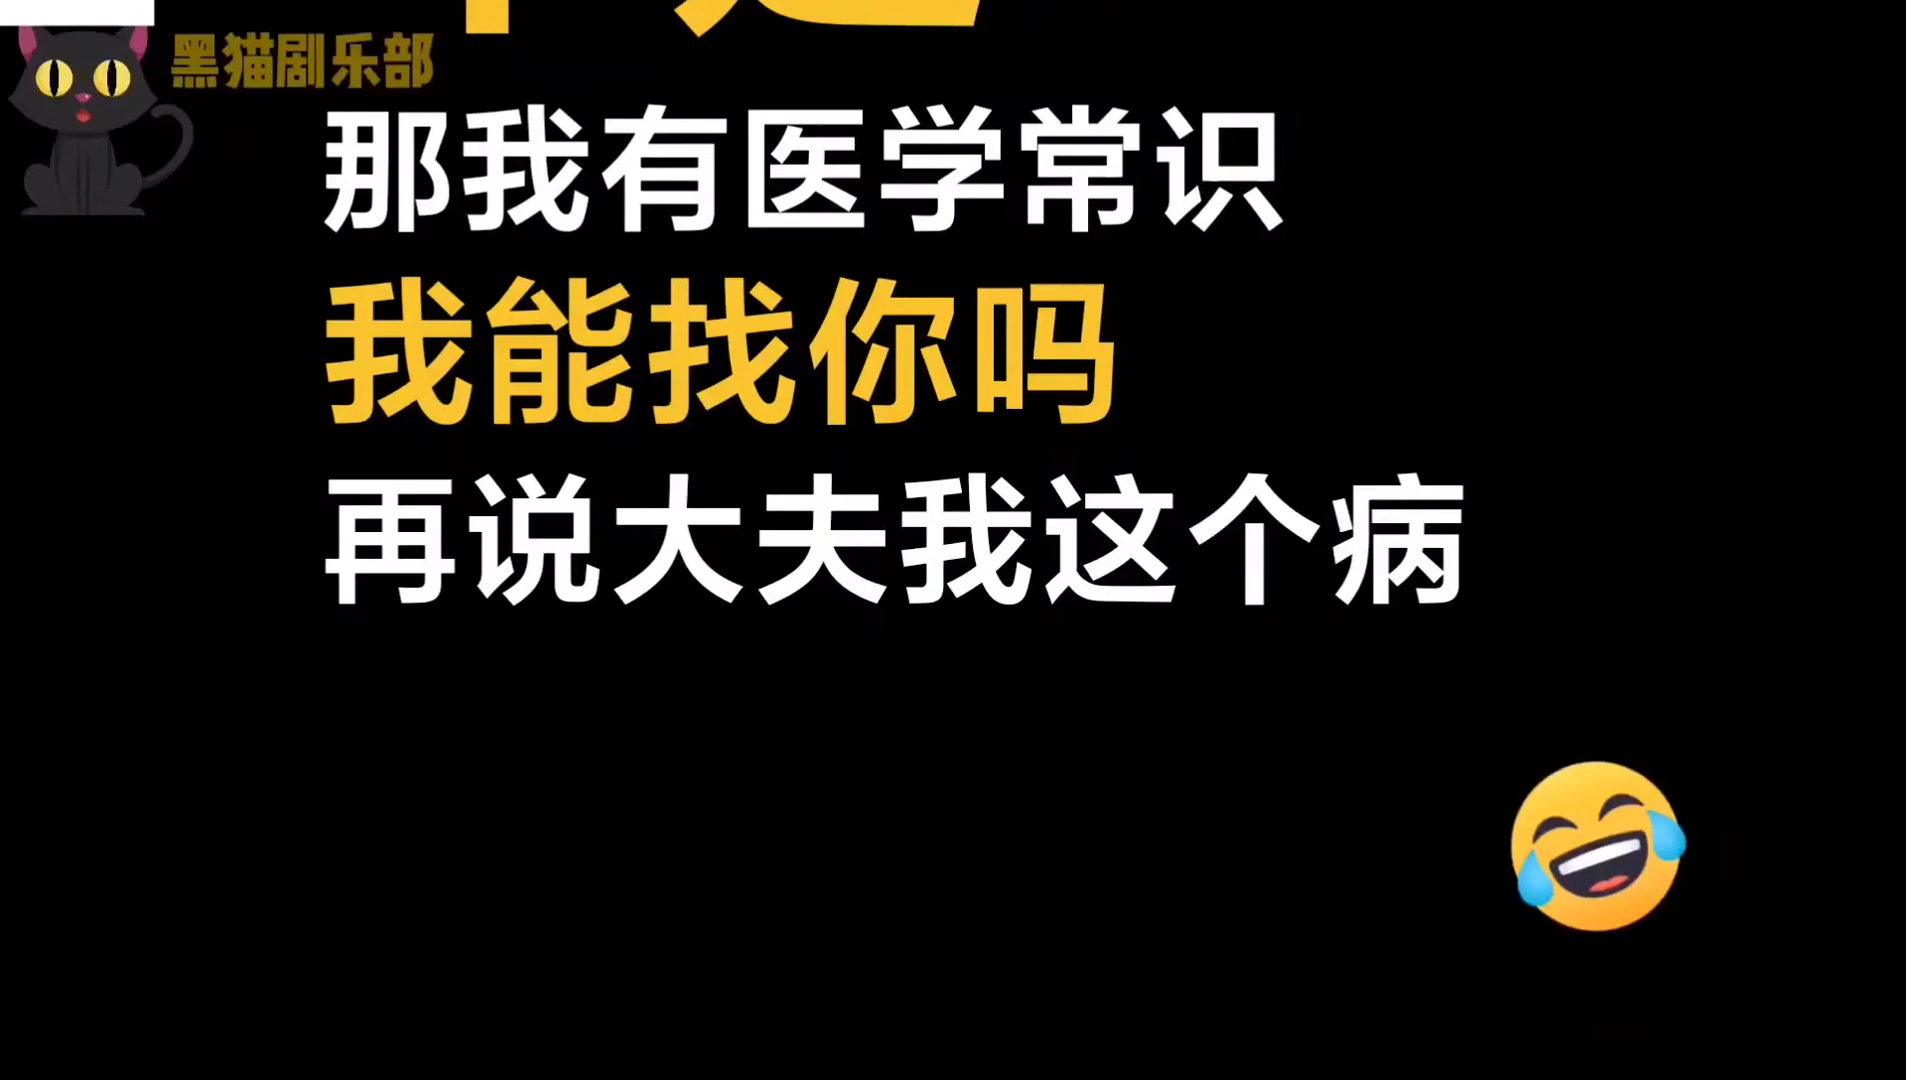 黑猫剧乐部
那我有医学常识
我能找你吗
再说大夫我这个病